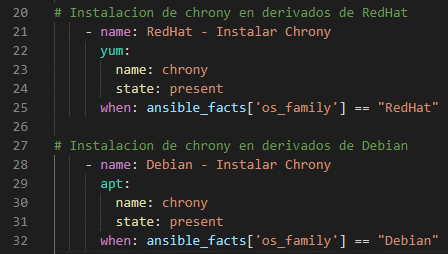 20 # Instalacion de chrony en derivados de RedHat
21 - name: RedHat - Instalar Chrony
22 yum:
23 name: chrony
24 state: present
25 when: ansible_facts['os_family'] == "RedHat"
26
27 # Instalacion de chrony en derivados de Debian
28 - name: Debian - Instalar Chrony
29 apt:
30 name: chrony
31 state: present
32 when: ansible_facts['os_family'] == "Debian"